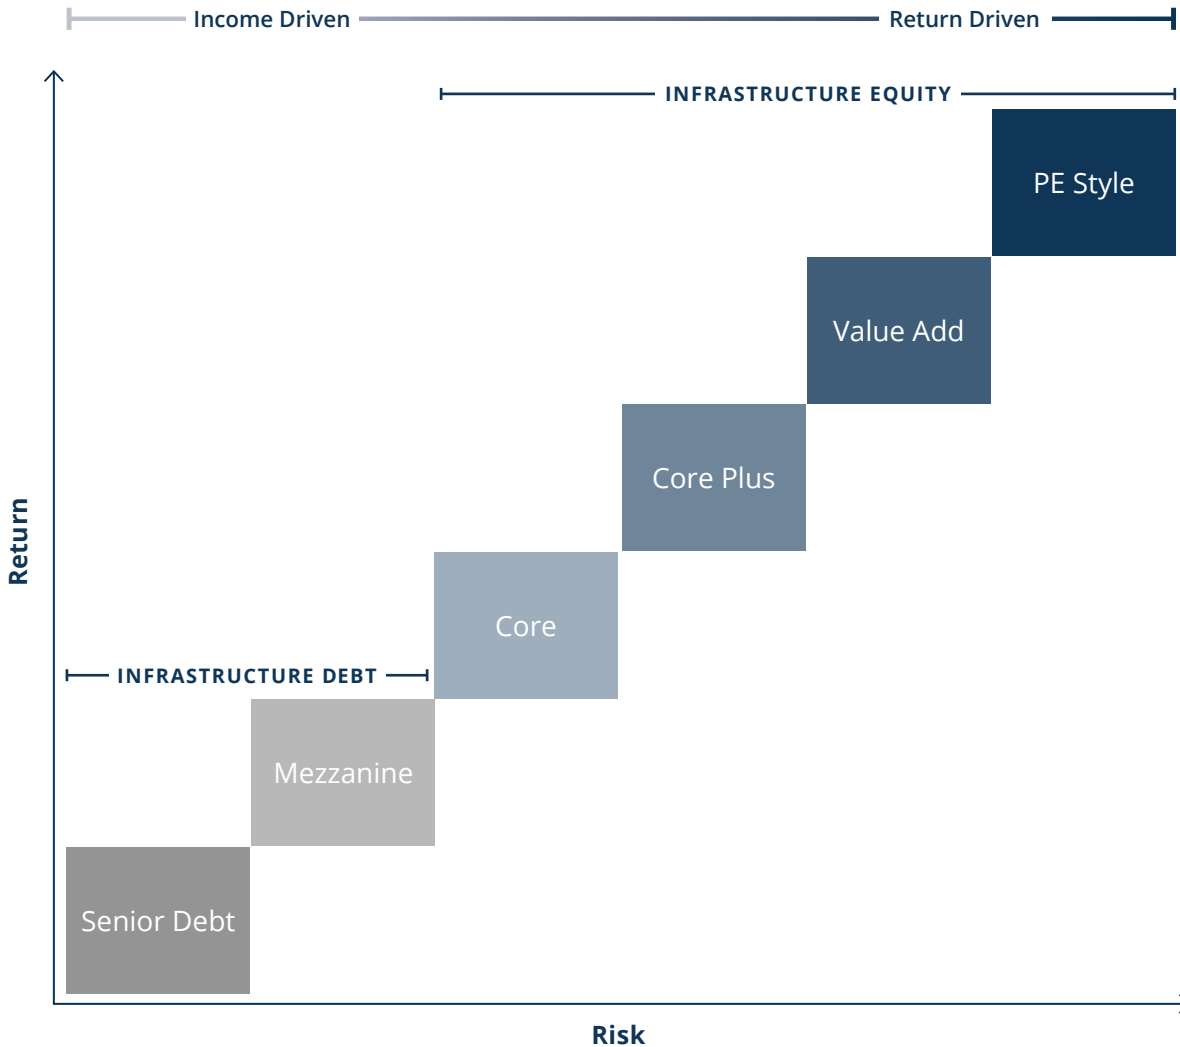 Income Driven
Return Driven
INFRASTRUCTURE EQUITY
PE Style
Value Add
Core Plus
Return
Core
INFRASTRUCTURE DEBT
Mezzanine
Senior Debt
Risk